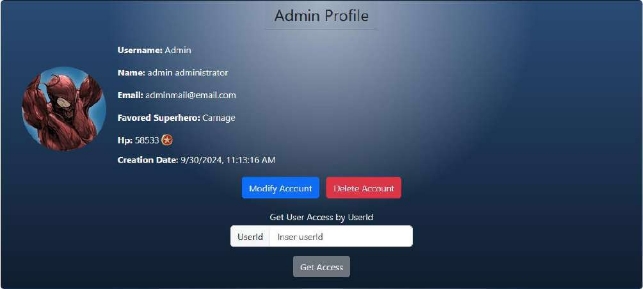 Admin Profile
Username: Admin
Name: admin administrator
Email: adminmail@email.com
Favored Superhero: Carnage
Hp: 58533
Creation Date: 9/30/2024, 11:13:16 AM
Modify Account Delete Account
Get User Access by UserId
UserId Inser userId
Get Access